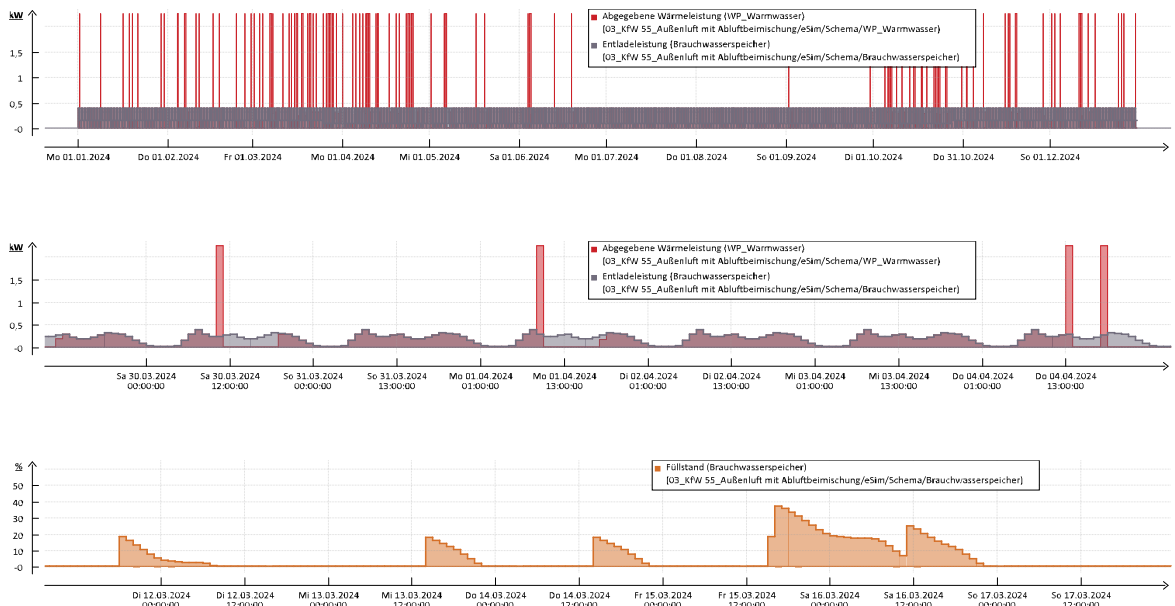 kW
Abgegebene Wärmeleistung (WP_Warmwasser)
(03_KfW 55_Außenluft mit Abluftbeimischung/eSim/Schema/WP_Warmwasser)
Entladeleistung (Brauchwasserspeicher)
(03_KfW 55_Außenluft mit Abluftbeimischung/eSim/Schema/Brauchwasserspeicher)
1,5
1
0,5
-0
Mo 01.01.2024 Do 01.02.2024 Fr 01.03.2024 Mo 01.04.2024 Mi 01.05.2024 Sa 01.06.2024 Mo 01.07.2024 Do 01.08.2024 So 01.09.2024 Di 01.10.2024 Do 31.10.2024 So 01.12.2024
kW
Abgegebene Wärmeleistung (WP_Warmwasser)
(03_KfW 55_Außenluft mit Abluftbeimischung/eSim/Schema/WP_Warmwasser)
Entladeleistung (Brauchwasserspeicher)
(03_KfW 55_Außenluft mit Abluftbeimischung/eSim/Schema/Brauchwasserspeicher)
1,5
1
0,5
-0
Sa 30.03.2024 Sa 30.03.2024 So 31.03.2024 So 31.03.2024 Mo 01.04.2024 Mo 01.04.2024 Di 02.04.2024 Di 02.04.2024 Mi 03.04.2024 Mi 03.04.2024 Do 04.04.2024 Do 04.04.2024
00:00:00 12:00:00 00:00:00 13:00:00 01:00:00 13:00:00 01:00:00 13:00:00 01:00:00 13:00:00 01:00:00 13:00:00
%
Füllstand (Brauchwasserspeicher)
(03_KfW 55_Außenluft mit Abluftbeimischung/eSim/Schema/Brauchwasserspeicher)
50
40
30
20
10
-0
Di 12.03.2024 Di 12.03.2024 Mi 13.03.2024 Mi 13.03.2024 Do 14.03.2024 Do 14.03.2024 Fr 15.03.2024 Fr 15.03.2024 Sa 16.03.2024 Sa 16.03.2024 So 17.03.2024 So 17.03.2024
00:00:00 12:00:00 00:00:00 12:00:00 00:00:00 12:00:00 00:00:00 12:00:00 00:00:00 12:00:00 00:00:00 12:00:00